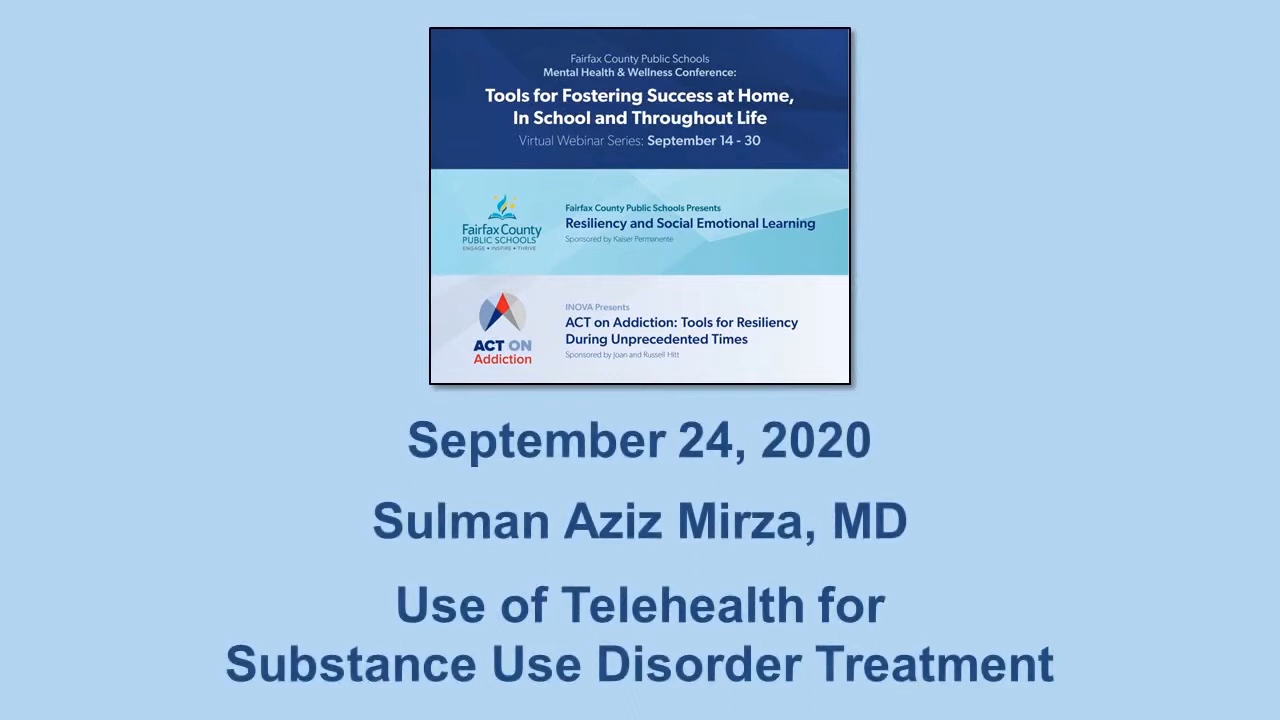 Fairfax County Public Schools
Mental Health & Wellness Conference:
Tools for Fostering Success at Home,
In School and Throughout Life
Virtual Webinar Series: September 14 - 30
Fairfax County
PUBLIC SCHOOLS
ENGAGE • INSPIRE • THRIVE
Fairfax County Public Schools Presents
Resiliency and Social Emotional Learning
Sponsored by Kaiser Permanente
ACT ON
Addiction
INOVA Presents
ACT on Addiction: Tools for Resiliency
During Unprecedented Times
Sponsored by Joan and Russell Hitt
September 24, 2020
Sulman Aziz Mirza, MD
Use of Telehealth for
Substance Use Disorder Treatment